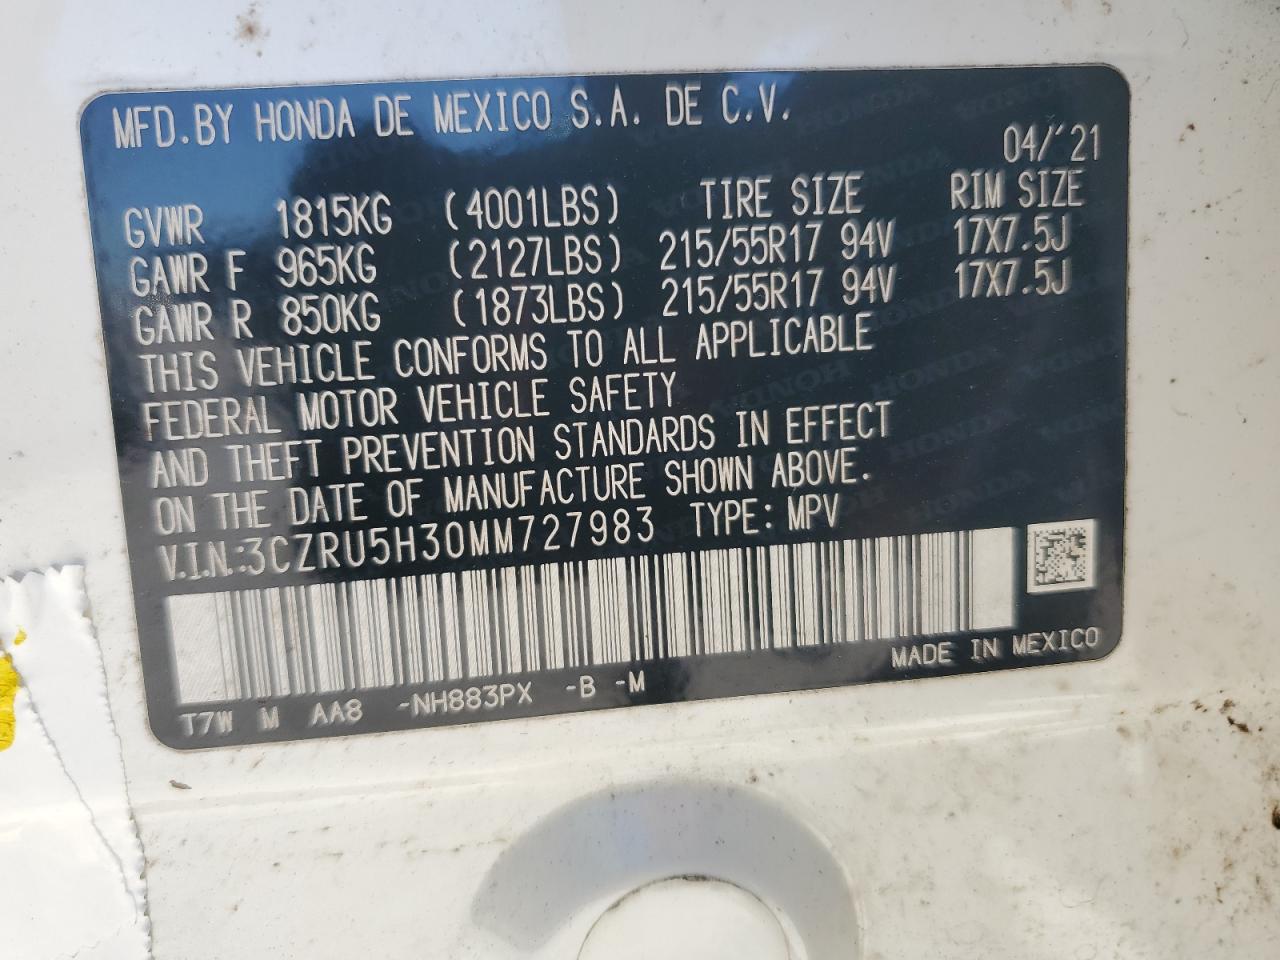 MFD.BY HONDA DE MEXICO S.A. DE C.V.
04/'21
GVWR 1815KG (4001LBS) TIRE SIZE RIM SIZE
GAWR F 965KG (2127LBS) 215/55R17 94V 17X7.5J
GAWR R 850KG (1873LBS) 215/55R17 94V 17X7.5J
THIS VEHICLE CONFORMS TO ALL APPLICABLE
FEDERAL MOTOR VEHICLE SAFETY
AND THEFT PREVENTION STANDARDS IN EFFECT
ON THE DATE OF MANUFACTURE SHOWN ABOVE.
V.I.N.:3CZRU5H30MM727983 TYPE: MPV
MADE IN MEXICO
T7W M AA8 -NH883PX -B -M